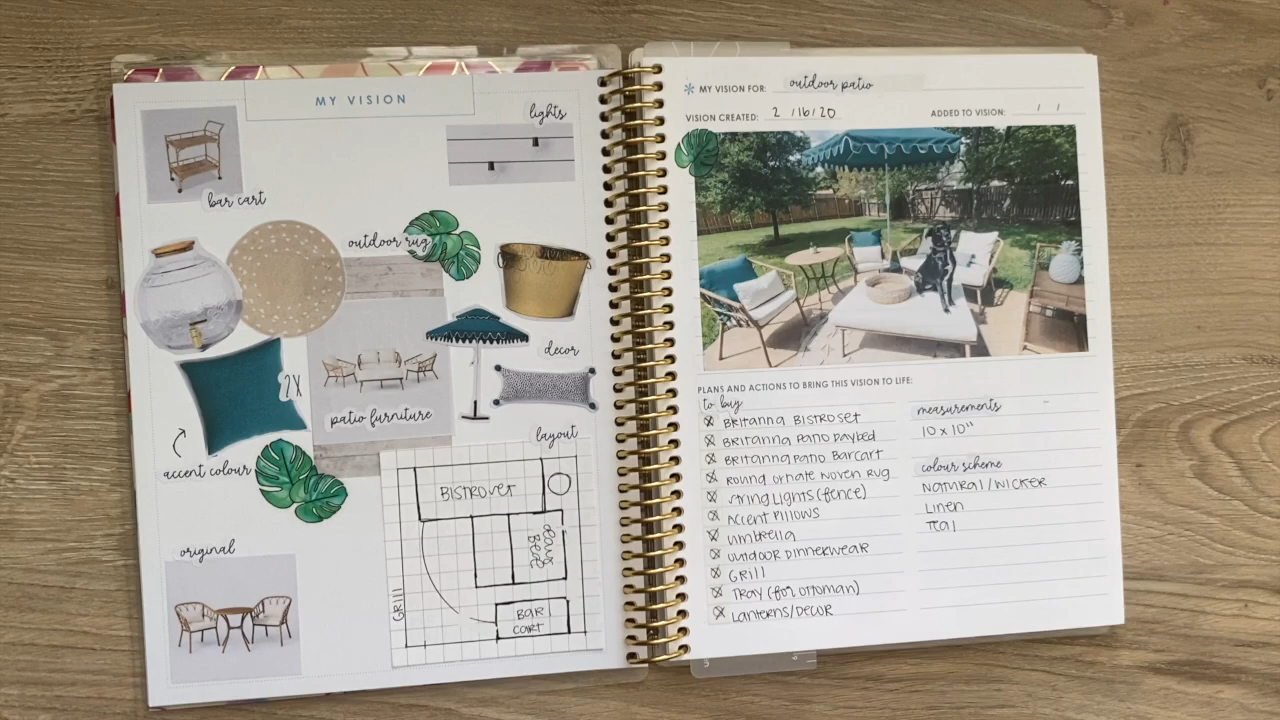 MY VISION
lights
bar cart
outdoor rug
decor
2X
patio furniture
accent colour
layout
BISTROSET
DAYBED
GRILL
BAR
CART
original
* MY VISION FOR: outdoor patio
VISION CREATED: 2 /16/20
ADDED TO VISION: / /
PLANS AND ACTIONS TO BRING THIS VISION TO LIFE:
to buy
Britanna Bistroset
Britanna Patio Daybed
Britanna Patio Barcart
Round ornate woven Rug
String Lights (fence)
Accent Pillows
Umbrella
outdoor Dinnerwear
Grill
Tray (for ottoman)
Lanterns/Decor
measurements
10 x 10"
colour scheme
Natural/Wicker
Linen
Teal